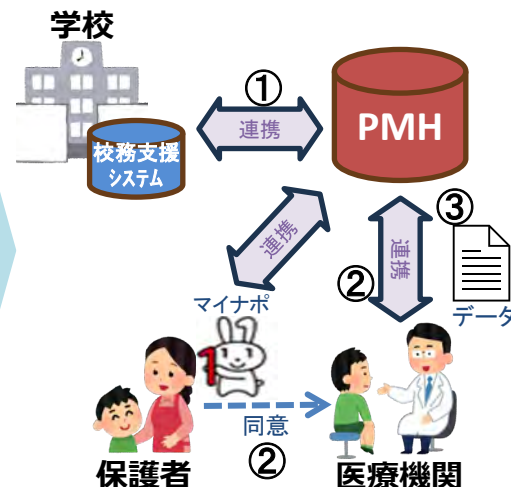 学校
①
連携
PMH
校務支援
システム
連携
③
連携
②
データ
マイナポ
1
同意
②
保護者
医療機関